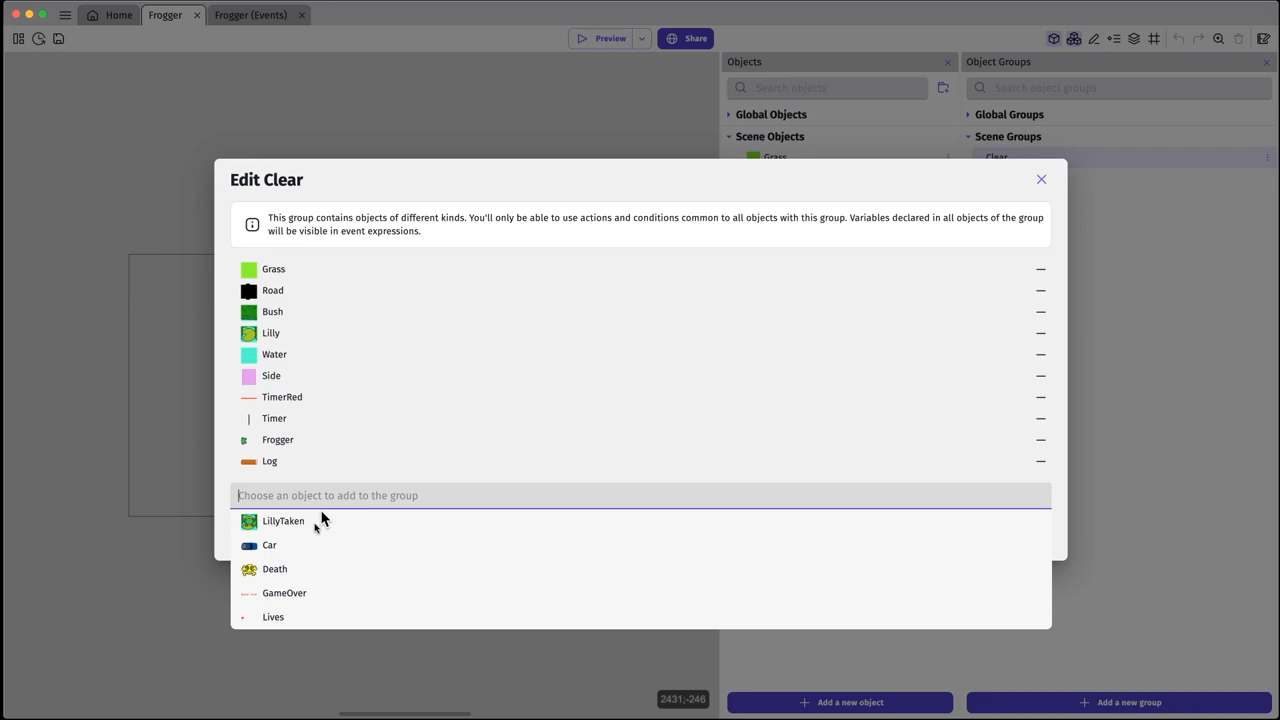 Home
Frogger
Frogger (Events)
Preview
Share
Objects
Object Groups
Search objects
Search object groups
Global Objects
Global Groups
Scene Objects
Scene Groups
Grass
Clear
Edit Clear
This group contains objects of different kinds. You'll only be able to use actions and conditions common to all objects with this group. Variables declared in all objects of the group
will be visible in event expressions.
Grass
Road
Bush
Lilly
Water
Side
TimerRed
Timer
Frogger
Log
Choose an object to add to the group
LillyTaken
Car
Death
GameOver
Lives
2431;-246
Add a new object
Add a new group